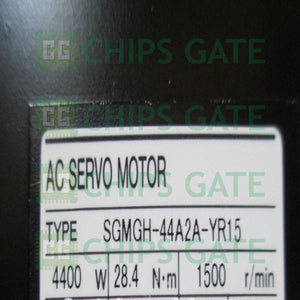 CHIPS GATE
CHIPS GATE
AC SERVO MOTOR
TYPE SGMGH-44A2A-YR15
4400 W 28.4 N·m 1500 r/min
CHIPS GATE